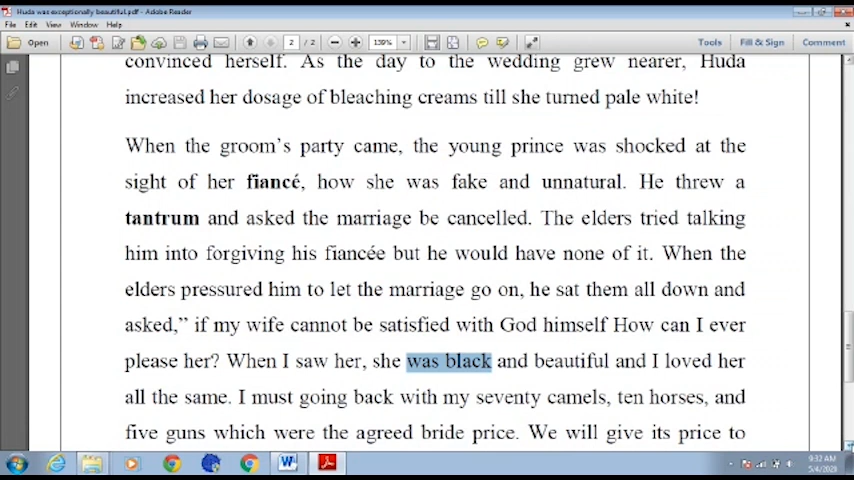 Huda was exceptionally beautiful.pdf - Adobe Reader
File Edit View Window Help
Open 2 / 2 139% Tools Fill & Sign Comment
convinced herself. As the day to the wedding grew nearer, Huda
increased her dosage of bleaching creams till she turned pale white!
When the groom's party came, the young prince was shocked at the
sight of her fiancé, how she was fake and unnatural. He threw a
tantrum and asked the marriage be cancelled. The elders tried talking
him into forgiving his fiancée but he would have none of it. When the
elders pressured him to let the marriage go on, he sat them all down and
asked,” if my wife cannot be satisfied with God himself How can I ever
please her? When I saw her, she was black and beautiful and I loved her
all the same. I must going back with my seventy camels, ten horses, and
five guns which were the agreed bride price. We will give its price to
9:32 AM
5/4/2020